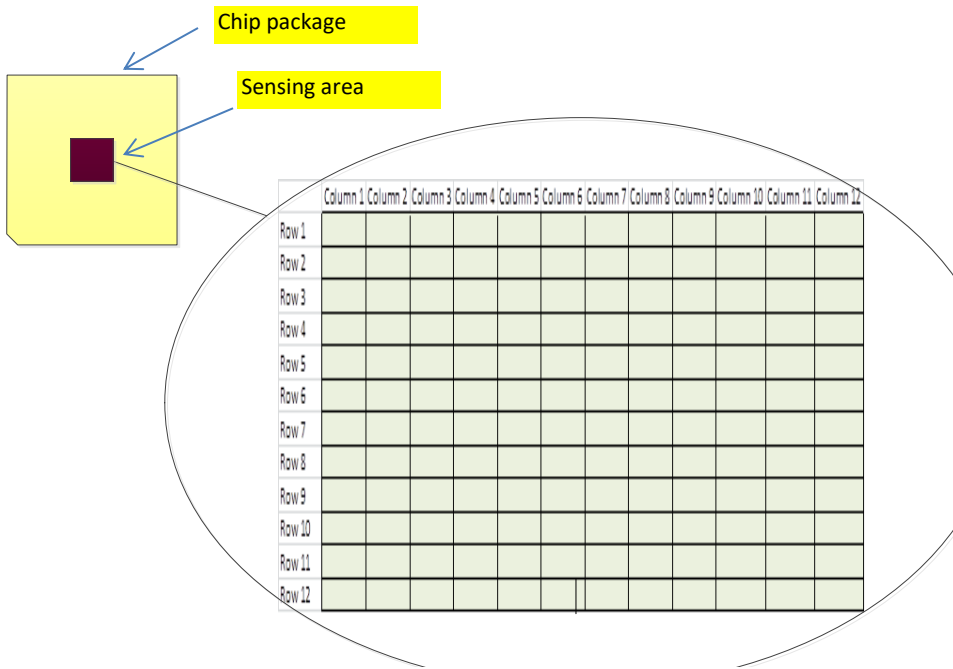 Chip package
Sensing area
Column 1 Column 2 Column 3 Column 4 Column 5 Column 6 Column 7 Column 8 Column 9 Column 10 Column 11 Column 12
Row 1
Row 2
Row 3
Row 4
Row 5
Row 6
Row 7
Row 8
Row 9
Row 10
Row 11
Row 12